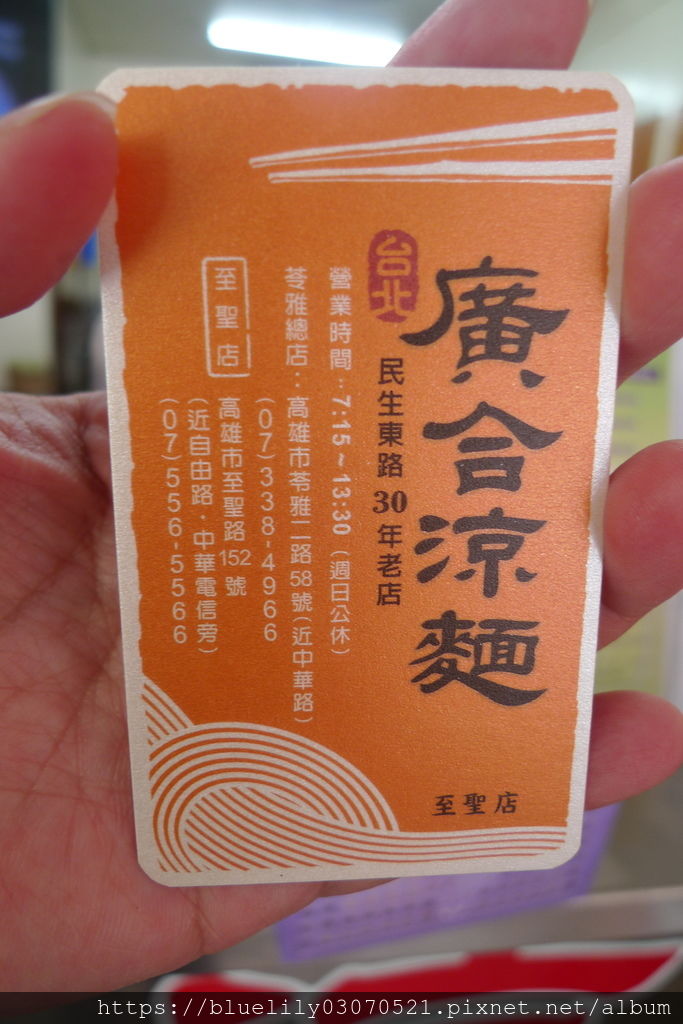 台北
廣合涼麵
民生東路30年老店
營業時間：7:15～13:30（週日公休）
苓雅總店：高雄市苓雅二路58號(近中華路)
(07)338-4966
至聖店
高雄市至聖路152號
(近自由路．中華電信旁)
(07)556-5566
至聖店
https://bluelily03070521.pixnet.net/album